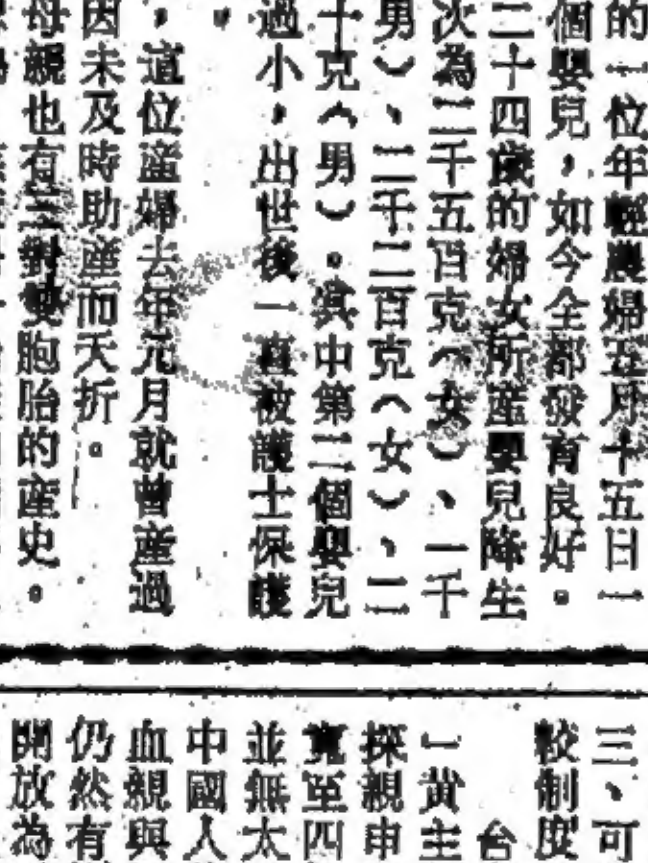 的一位年輕農婦五月十五日一
個嬰兒，如今全都發育良好。
二十四歲的婦女所產嬰兒降生
次為二千五百克︵女︶、一千
男︶、二千二百克︵女︶、二
十克︵男︶。其中第二個嬰兒
過小，出世後一直被護士保護
。
，這位產婦去年元月就曾產過
因未及時助產而夭折。
母親也有三對雙胞胎的產史。
三、可
較制度
台
一黃主
探親申
寬至四
並無太
中國人
血親與
仍然有
開放為